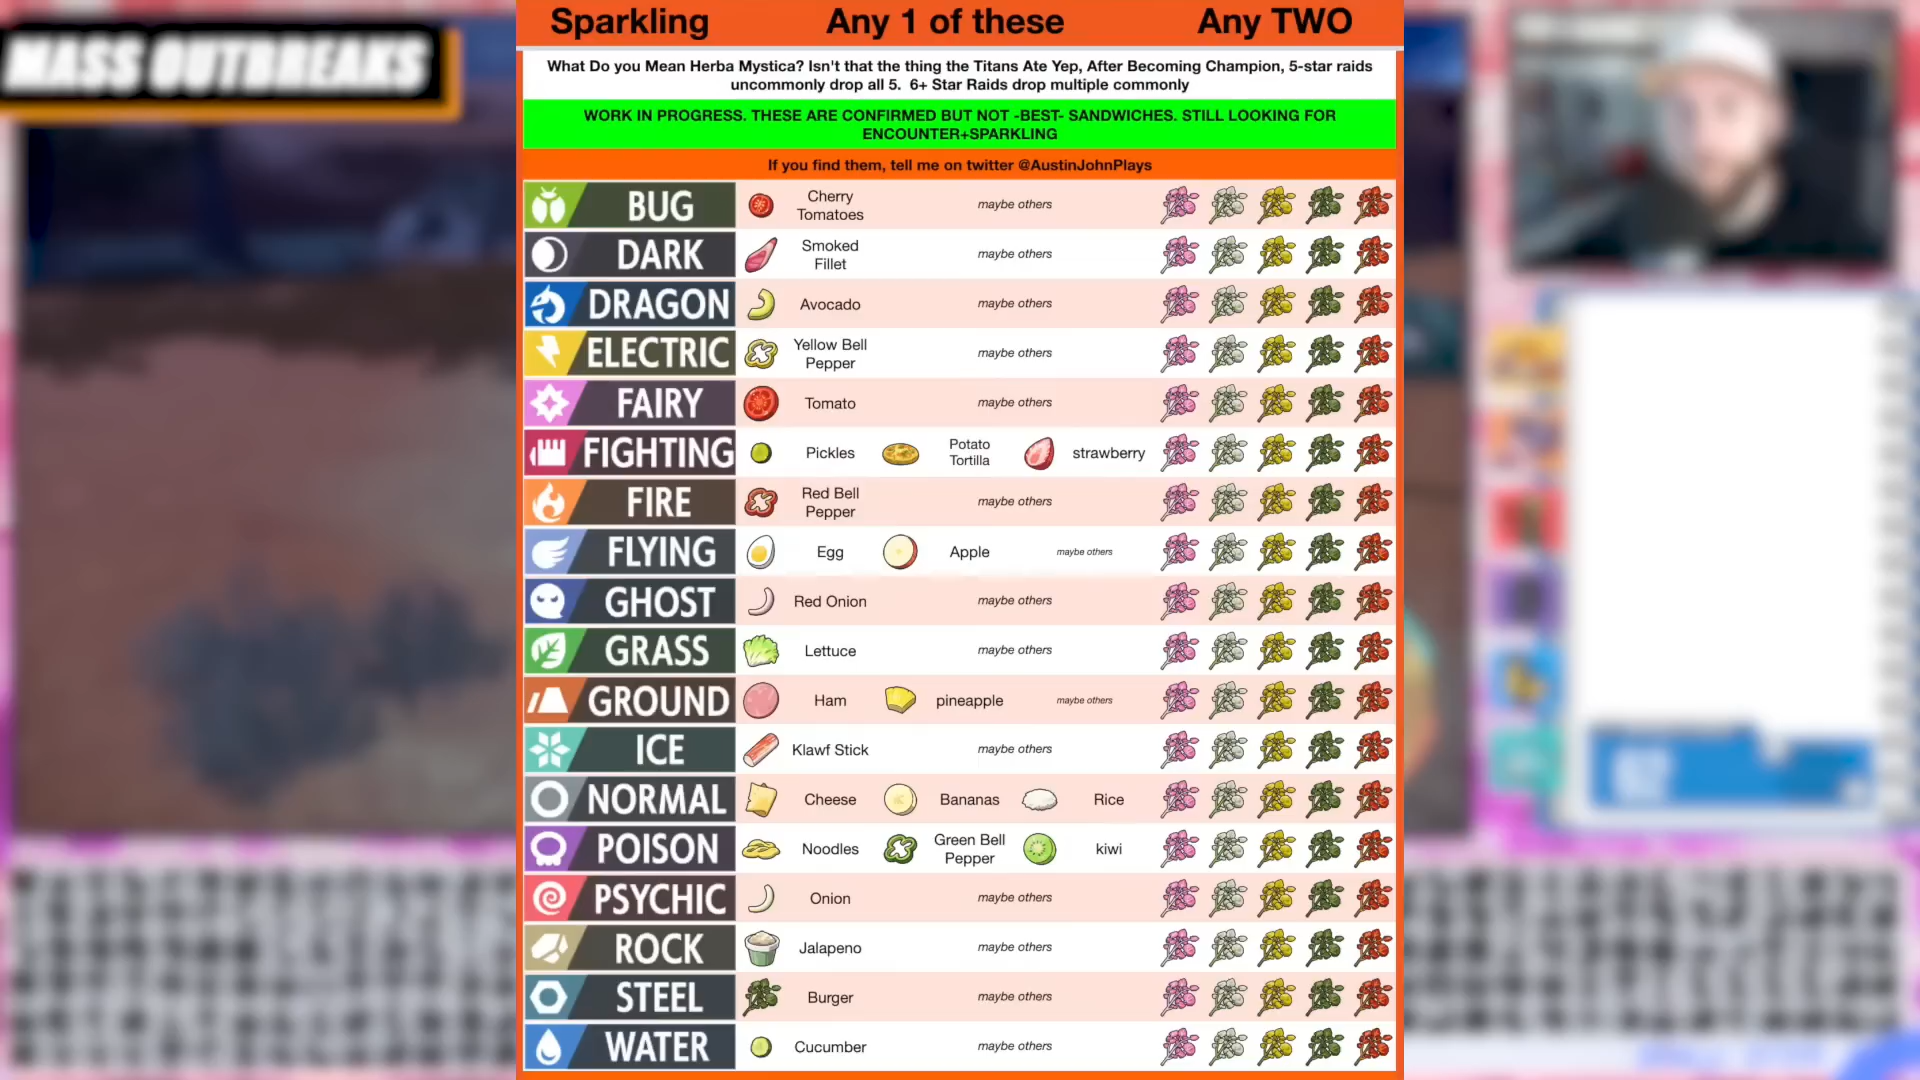 MASS OUTBREAKS
Sparkling Any 1 of these Any TWO
What Do you Mean Herba Mystica? Isn't that the thing the Titans Ate Yep, After Becoming Champion, 5-star raids
uncommonly drop all 5. 6+ Star Raids drop multiple commonly
WORK IN PROGRESS. THESE ARE CONFIRMED BUT NOT -BEST- SANDWICHES. STILL LOOKING FOR
ENCOUNTER+SPARKLING
If you find them, tell me on twitter @AustinJohnPlays
BUG Cherry Tomatoes maybe others
DARK Smoked Fillet maybe others
DRAGON Avocado maybe others
ELECTRIC Yellow Bell Pepper maybe others
FAIRY Tomato maybe others
FIGHTING Pickles Potato Tortilla strawberry
FIRE Red Bell Pepper maybe others
FLYING Egg Apple maybe others
GHOST Red Onion maybe others
GRASS Lettuce maybe others
GROUND Ham pineapple maybe others
ICE Klawf Stick maybe others
NORMAL Cheese Bananas Rice
POISON Noodles Green Bell Pepper kiwi
PSYCHIC Onion maybe others
ROCK Jalapeno maybe others
STEEL Burger maybe others
WATER Cucumber maybe others